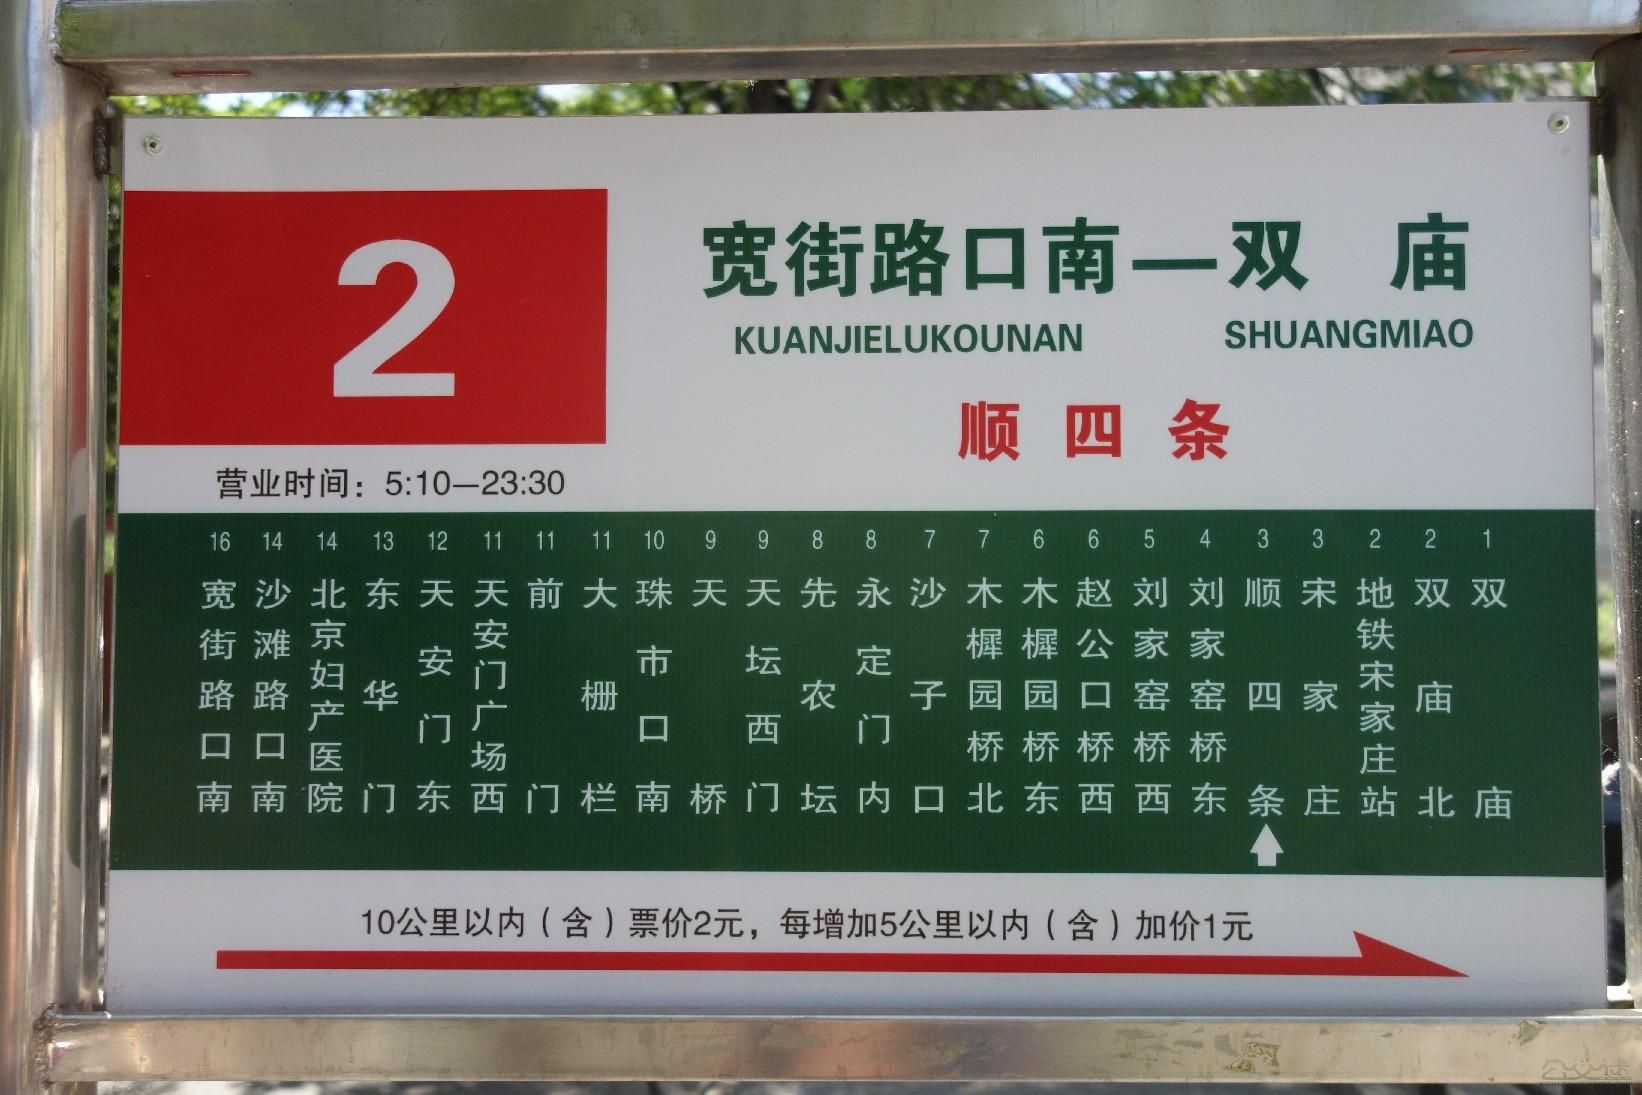 2
宽街路口南—双 庙
KUANJIELUKOUNAN SHUANGMIAO
顺四条
营业时间：5:10—23:30
16 宽街路口南
14 沙滩路口南
14 北京妇产医院
13 东华门
12 天安门东
11 天安门广场西
11 前门
11 大栅栏
10 珠市口南
9 天桥
9 天坛西门
8 先农坛
8 永定门内
7 沙子口
7 木樨园桥北
6 木樨园桥东
6 赵公口桥西
5 刘家窑桥西
4 刘家窑桥东
3 顺四条
3 宋家庄
2 地铁宋家庄站
2 双庙北
1 双庙
10公里以内（含）票价2元，每增加5公里以内（含）加价1元